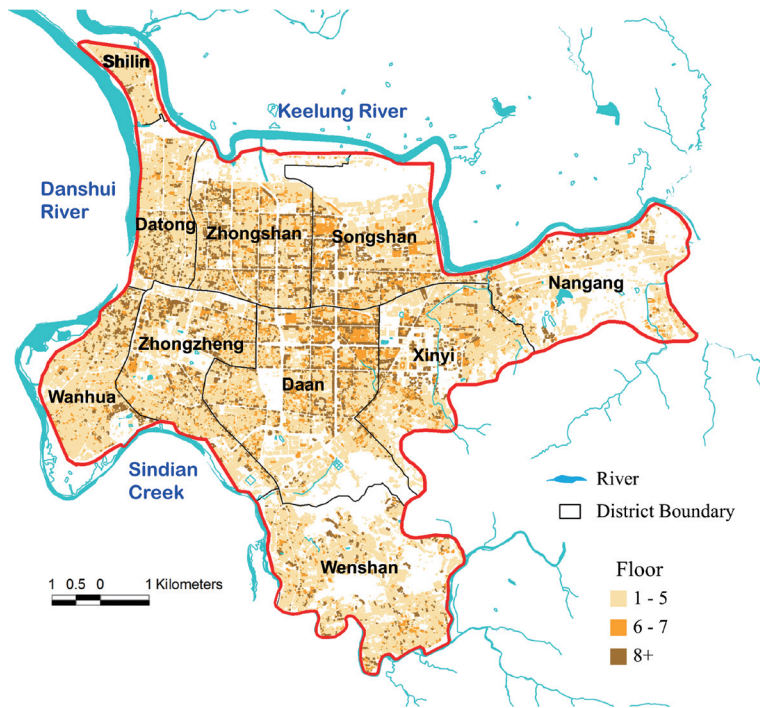 Shilin
Keelung River
Danshui
River
Datong
Zhongshan
Songshan
Nangang
Zhongzheng
Xinyi
Daan
Wanhua
Sindian
Creek
River
District Boundary
Wenshan
1 0.5 0 1 Kilometers
Floor
1 - 5
6 - 7
8+